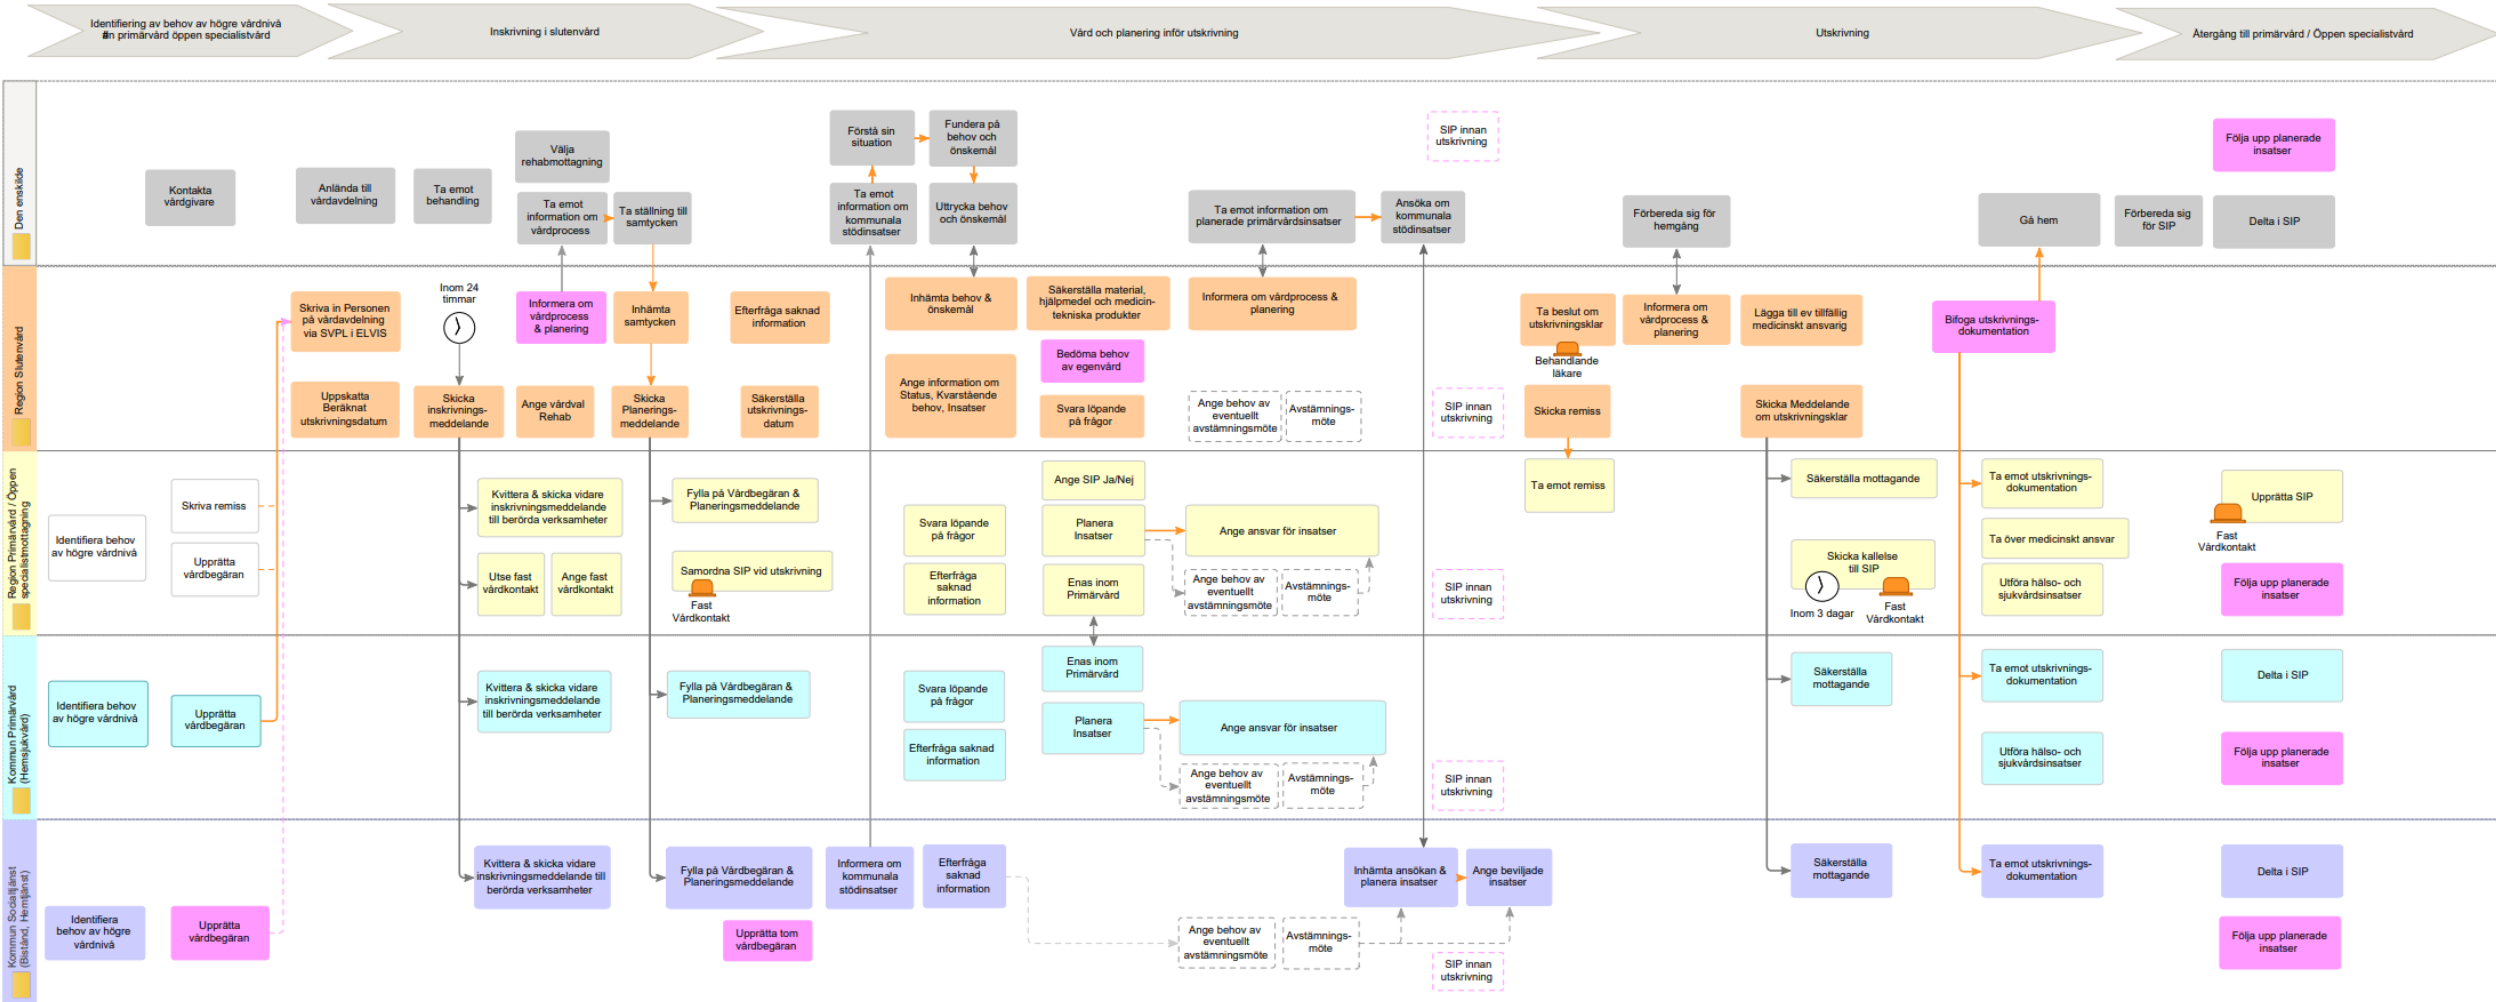 Identifiering av behov av högre vårdnivå
#n primärvård öppen specialistvård
Inskrivning i slutenvård
Vård och planering inför utskrivning
Utskrivning
Återgång till primärvård / Öppen specialistvård
Den enskilde
Kontakta
vårdgivare
Anlända till
vårdavdelning
Ta emot
behandling
Välja
rehabmottagning
Ta emot
information om
vårdprocess
Ta ställning till
samtycken
Förstå sin
situation
Fundera på
behov och
önskemål
Ta emot
information om
kommunala
stödinsatser
Uttrycka behov
och önskemål
Ta emot information om
planerade primärvårdsinsatser
Ansöka om
kommunala
stödinsatser
SIP innan
utskrivning
Förbereda sig för
hemgång
Gå hem
Förbereda sig
för SIP
Följa upp planerade
insatser
Delta i SIP
Region Slutenvård
Skriva in Personen
på vårdavdelning
via SVPL i ELVIS
Uppskatta
Beräknat
utskrivningsdatum
Inom 24
timmar
Skicka
inskrivnings-
meddelande
Informera om
vårdprocess
& planering
Ange vårdval
Rehab
Inhämta
samtycken
Skicka
Planerings-
meddelande
Efterfråga saknad
information
Säkerställa
utskrivnings-
datum
Inhämta behov &
önskemål
Ange information om
Status, Kvarstående
behov, Insatser
Säkerställa material,
hjälpmedel och medicin-
tekniska produkter
Bedöma behov
av egenvård
Svara löpande
på frågor
Informera om vårdprocess &
planering
Ange behov av
eventuellt
avstämningsmöte
Avstämnings-
möte
SIP innan
utskrivning
Ta beslut om
utskrivningsklar
Behandlande
läkare
Skicka remiss
Informera om
vårdprocess &
planering
Lägga till ev tillfällig
medicinskt ansvarig
Skicka Meddelande
om utskrivningsklar
Bifoga utskrivnings-
dokumentation
Region Primärvård / Öppen
specialistmottagning
Identifiera behov
av högre vårdnivå
Skriva remiss
Upprätta
vårdbegäran
Kvittera & skicka vidare
inskrivningsmeddelande
till berörda verksamheter
Utse fast
vårdkontakt
Ange fast
vårdkontakt
Fylla på Vårdbegäran &
Planeringsmeddelande
Samordna SIP vid utskrivning
Fast
Vårdkontakt
Svara löpande
på frågor
Efterfråga
saknad
information
Ange SIP Ja/Nej
Planera
Insatser
Enas inom
Primärvård
Ange ansvar för insatser
Ange behov av
eventuellt
avstämningsmöte
Avstämnings-
möte
SIP innan
utskrivning
Ta emot remiss
Säkerställa mottagande
Skicka kallelse
till SIP
Inom 3 dagar
Fast
Vårdkontakt
Ta emot utskrivnings-
dokumentation
Ta över medicinskt ansvar
Utföra hälso- och
sjukvårdsinsatser
Upprätta SIP
Fast
Vårdkontakt
Följa upp planerade
insatser
Kommun Primärvård
(Hemsjukvård)
Identifiera behov
av högre vårdnivå
Upprätta
vårdbegäran
Kvittera & skicka vidare
inskrivningsmeddelande
till berörda verksamheter
Fylla på Vårdbegäran &
Planeringsmeddelande
Svara löpande
på frågor
Efterfråga saknad
information
Enas inom
Primärvård
Planera
Insatser
Ange ansvar för insatser
Ange behov av
eventuellt
avstämningsmöte
Avstämnings-
möte
SIP innan
utskrivning
Säkerställa
mottagande
Ta emot utskrivnings-
dokumentation
Utföra hälso- och
sjukvårdsinsatser
Delta i SIP
Följa upp planerade
insatser
Kommun Socialtjänst
(Bistånd, Hemtjänst)
Identifiera
behov av högre
vårdnivå
Upprätta
vårdbegäran
Kvittera & skicka vidare
inskrivningsmeddelande till
berörda verksamheter
Fylla på Vårdbegäran &
Planeringsmeddelande
Upprätta tom
vårdbegäran
Informera om
kommunala
stödinsatser
Efterfråga
saknad
information
Ange behov av
eventuellt
avstämningsmöte
Avstämnings-
möte
Inhämta ansökan &
planera insatser
Ange beviljade
insatser
SIP innan
utskrivning
Säkerställa
mottagande
Ta emot utskrivnings-
dokumentation
Delta i SIP
Följa upp planerade
insatser